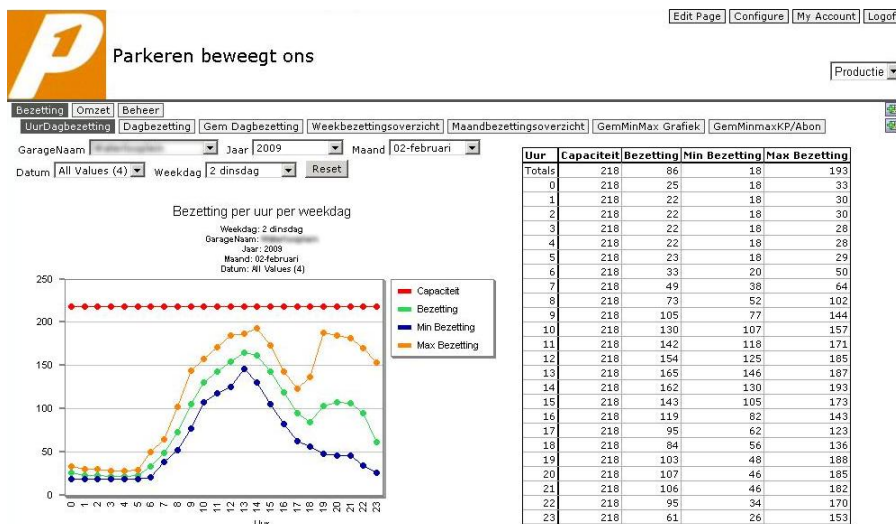 P1
Parkeren beweegt ons
Edit Page Configure My Account Logof
Productie
Bezetting Omzet Beheer
UurDagbezetting Dagbezetting Gem Dagbezetting Weekbezettingsoverzicht Maandbezettingsoverzicht GemMinMax Grafiek GemMinmaxKP/Abon
GarageNaam Jaar 2009 Maand 02-februari
Datum All Values (4) Weekdag 2 dinsdag Reset
Bezetting per uur per weekdag
Weekdag: 2 dinsdag
GarageNaam:
Jaar: 2009
Maand: 02-februari
Datum: All Values (4)
250
200
150
100
50
0
0 1 2 3 4 5 6 7 8 9 10 11 12 13 14 15 16 17 18 19 20 21 22 23
Uur
Capaciteit
Bezetting
Min Bezetting
Max Bezetting
Uur Capaciteit Bezetting Min Bezetting Max Bezetting
Totals 218 86 18 193
0 218 25 18 33
1 218 22 18 30
2 218 22 18 30
3 218 22 18 28
4 218 22 18 28
5 218 23 18 29
6 218 33 20 50
7 218 49 38 64
8 218 73 52 102
9 218 105 77 144
10 218 130 107 157
11 218 142 118 171
12 218 154 125 185
13 218 165 146 187
14 218 162 130 193
15 218 143 105 173
16 218 119 82 143
17 218 95 62 123
18 218 84 56 136
19 218 103 48 188
20 218 107 46 185
21 218 106 46 182
22 218 95 34 170
23 218 61 26 153